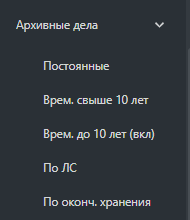 Архивные дела
Постоянные
Врем. свыше 10 лет
Врем. до 10 лет (вкл)
По ЛС
По оконч. хранения